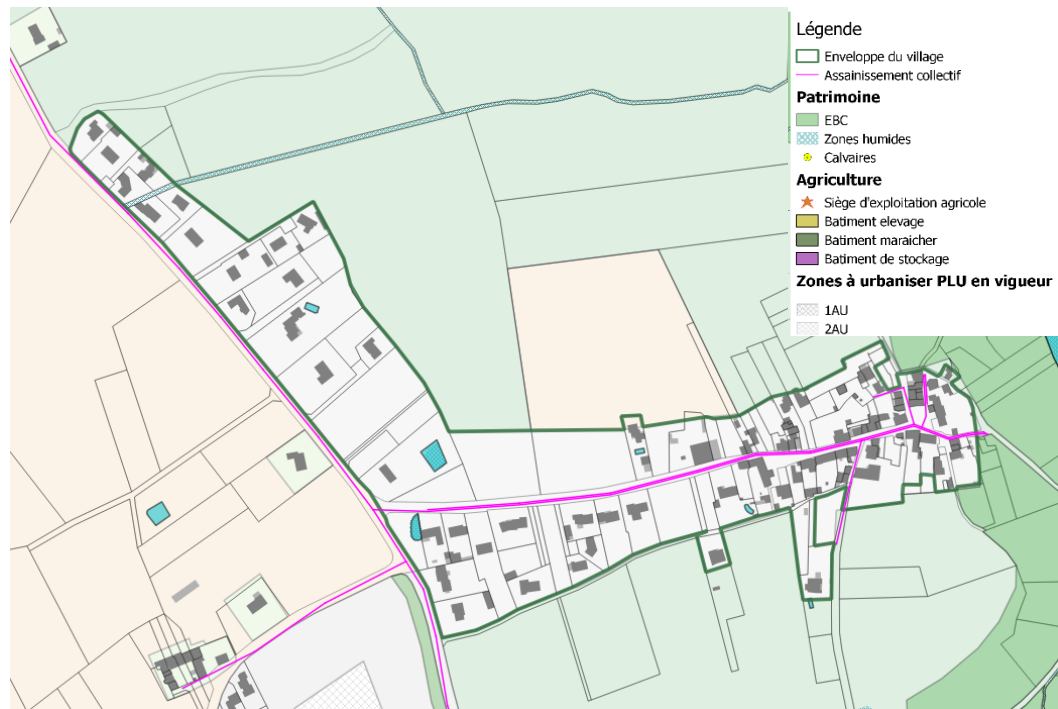 Légende
Enveloppe du village
Assainissement collectif
Patrimoine
EBC
Zones humides
Calvaires
Agriculture
Siège d'exploitation agricole
Batiment elevage
Batiment maraicher
Batiment de stockage
Zones à urbaniser PLU en vigueur
1AU
2AU